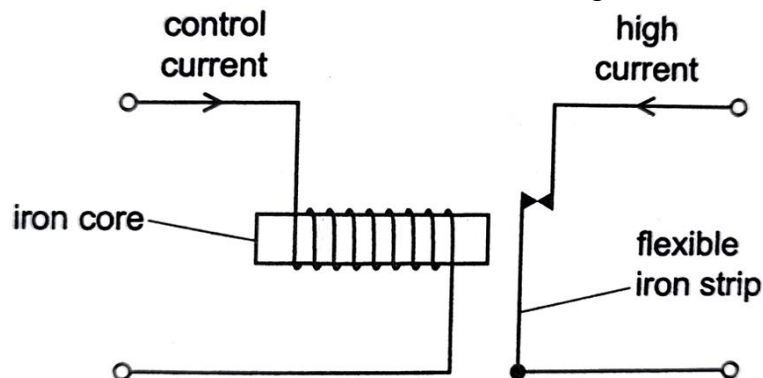 control
current
high
current
iron core
flexible
iron strip